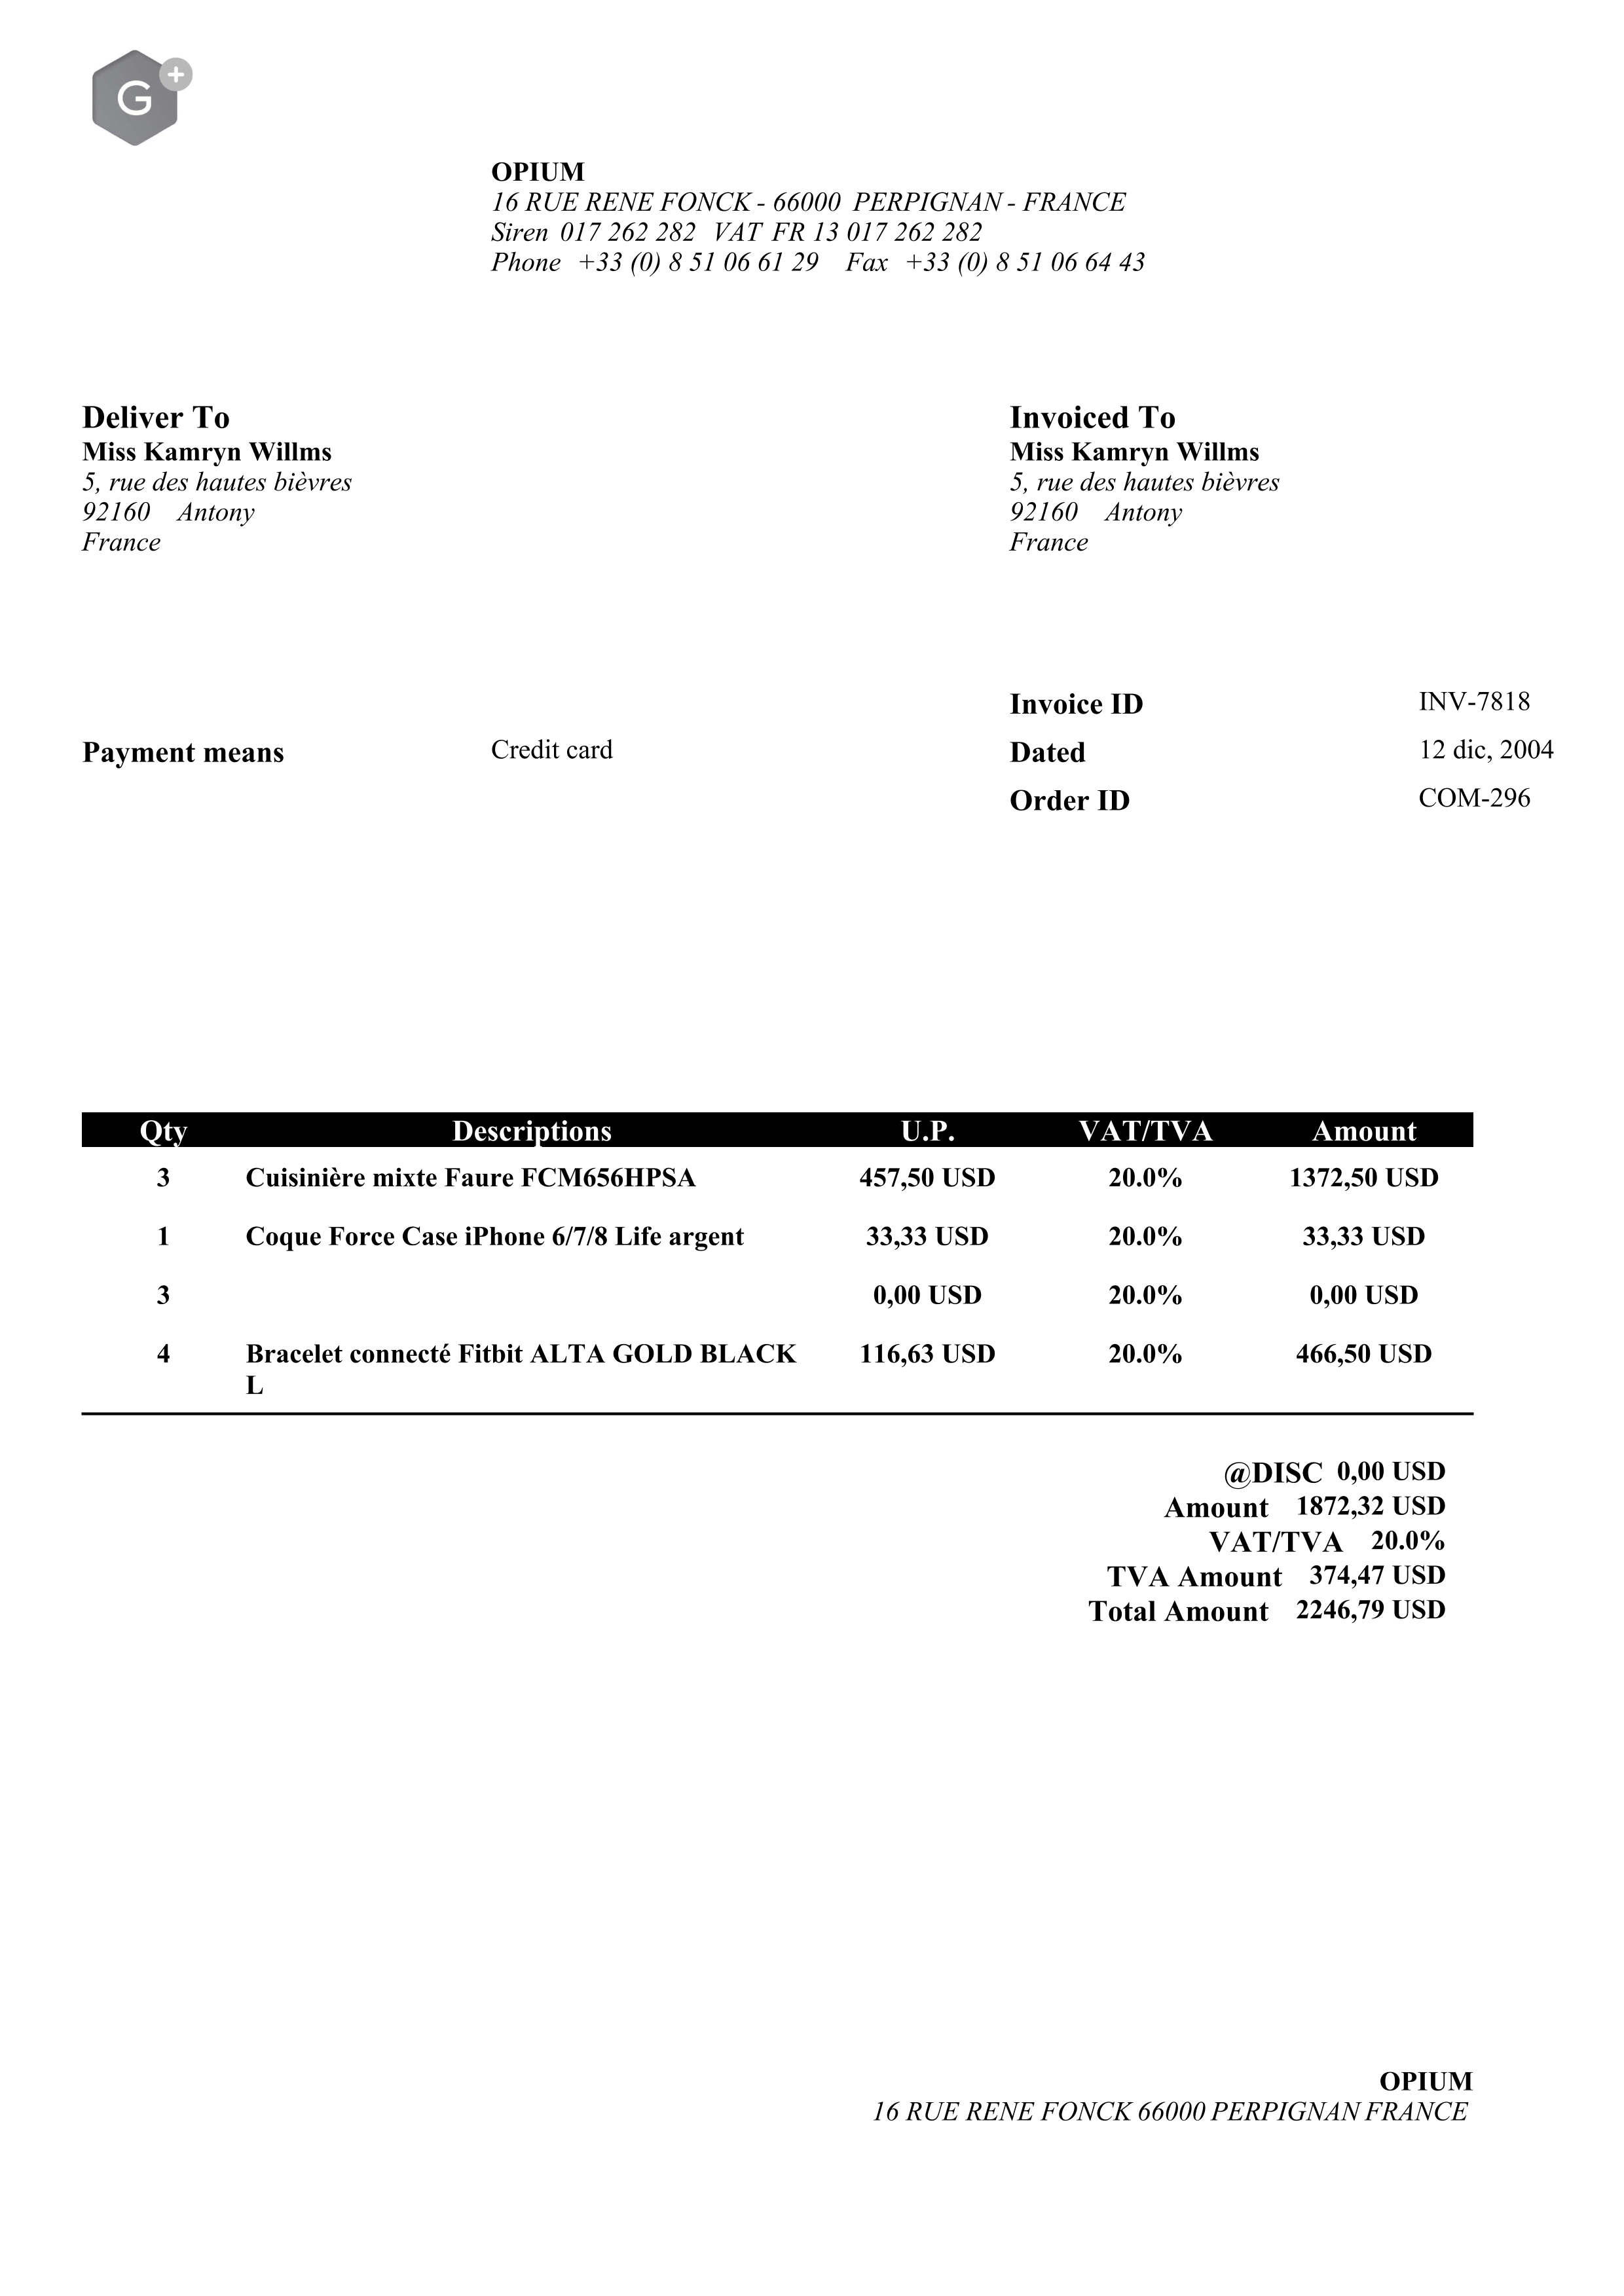 G+
OPIUM
16 RUE RENE FONCK - 66000 PERPIGNAN - FRANCE
Siren 017 262 282 VAT FR 13 017 262 282
Phone +33 (0) 8 51 06 61 29 Fax +33 (0) 8 51 06 64 43
Deliver To
Miss Kamryn Willms
5, rue des hautes bièvres
92160 Antony
France
Invoiced To
Miss Kamryn Willms
5, rue des hautes bièvres
92160 Antony
France
Invoice ID INV-7818
Payment means Credit card
Dated 12 dic, 2004
Order ID COM-296
Qty Descriptions U.P. VAT/TVA Amount
3 Cuisinière mixte Faure FCM656HPSA 457,50 USD 20.0% 1372,50 USD
1 Coque Force Case iPhone 6/7/8 Life argent 33,33 USD 20.0% 33,33 USD
3 0,00 USD 20.0% 0,00 USD
4 Bracelet connecté Fitbit ALTA GOLD BLACK 116,63 USD 20.0% 466,50 USD
L
@DISC 0,00 USD
Amount 1872,32 USD
VAT/TVA 20.0%
TVA Amount 374,47 USD
Total Amount 2246,79 USD
OPIUM
16 RUE RENE FONCK 66000 PERPIGNAN FRANCE